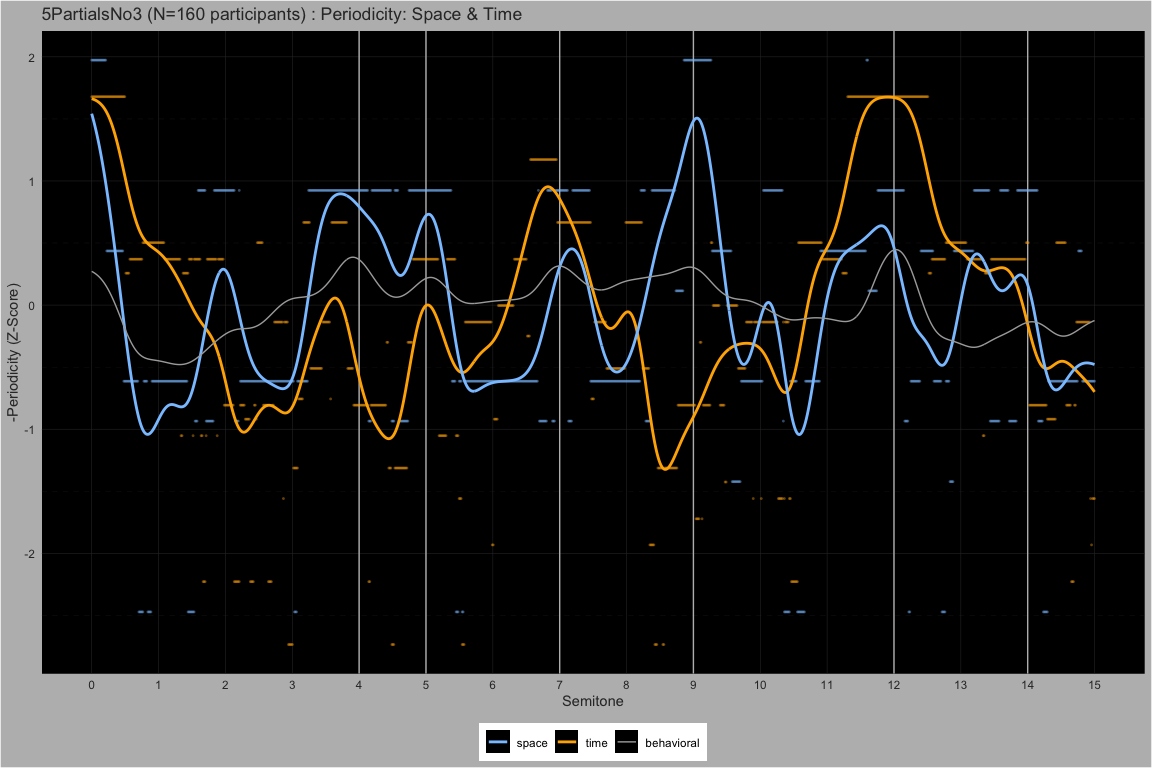 5PartialsNo3 (N=160 participants) : Periodicity: Space & Time
-Periodicity (Z-Score)
2
1
0
-1
-2
0 1 2 3 4 5 6 7 8 9 10 11 12 13 14 15
Semitone
space time behavioral